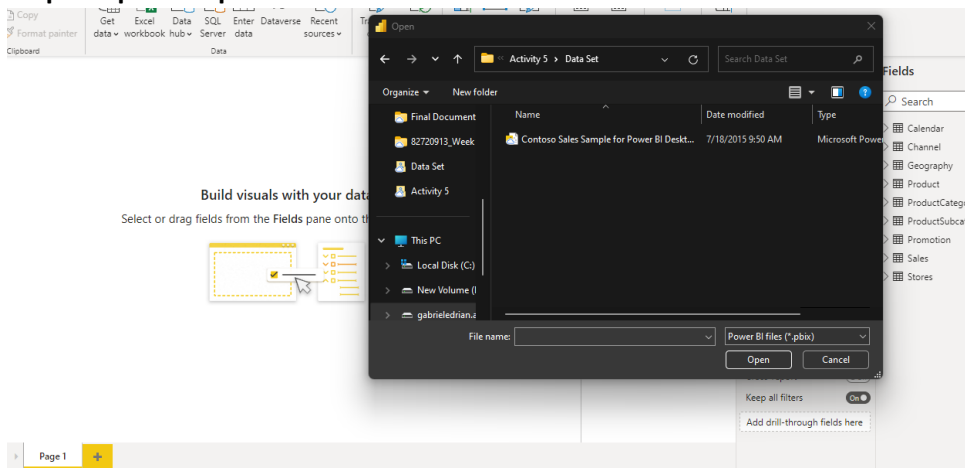 Copy
Format painter
Clipboard
Get data
Excel workbook
Data hub
SQL Server
Enter data
Dataverse
Recent sources
Data
Open
« Activity 5 > Data Set
Search Data Set
Organize
New folder
Name
Date modified
Type
Final Document
82720913_Week
Data Set
Activity 5
This PC
Local Disk (C:)
New Volume (
gabrieledrian.a
Contoso Sales Sample for Power BI Deskt...
7/18/2015 9:50 AM
Microsoft Power
File name:
Power BI files (*.pbix)
Open
Cancel
Build visuals with your data
Select or drag fields from the Fields pane onto th
Fields
Search
Calendar
Channel
Geography
Product
ProductCatego
ProductSubcat
Promotion
Sales
Stores
Keep all filters
On
Add drill-through fields here
Page 1
+